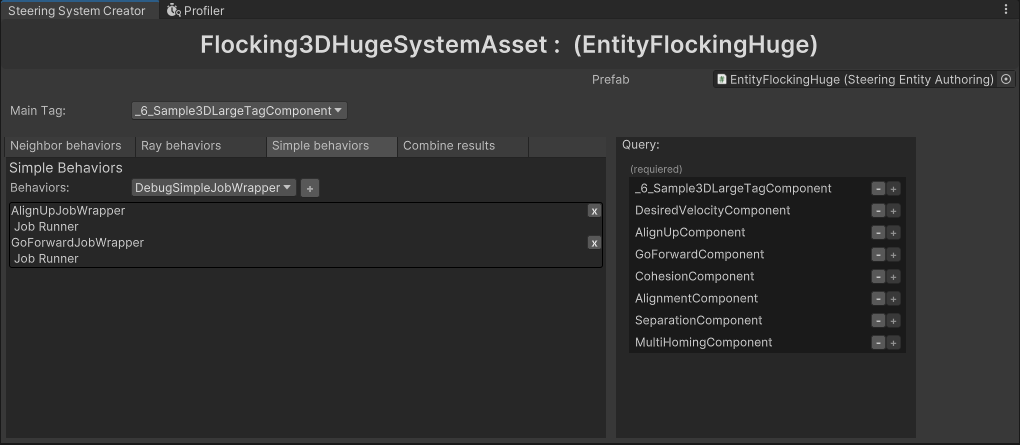 Steering System Creator
Profiler
Flocking3DHugeSystemAsset : (EntityFlockingHuge)
Prefab
EntityFlockingHuge (Steering Entity Authoring)
Main Tag:
_6_Sample3DLargeTagComponent
Neighbor behaviors
Ray behaviors
Simple behaviors
Combine results
Simple Behaviors
Behaviors:
DebugSimpleJobWrapper
+
AlignUpJobWrapper
x
Job Runner
GoForwardJobWrapper
x
Job Runner
Query:
(requiered)
_6_Sample3DLargeTagComponent
- +
DesiredVelocityComponent
- +
AlignUpComponent
- +
GoForwardComponent
- +
CohesionComponent
- +
AlignmentComponent
- +
SeparationComponent
- +
MultiHomingComponent
- +